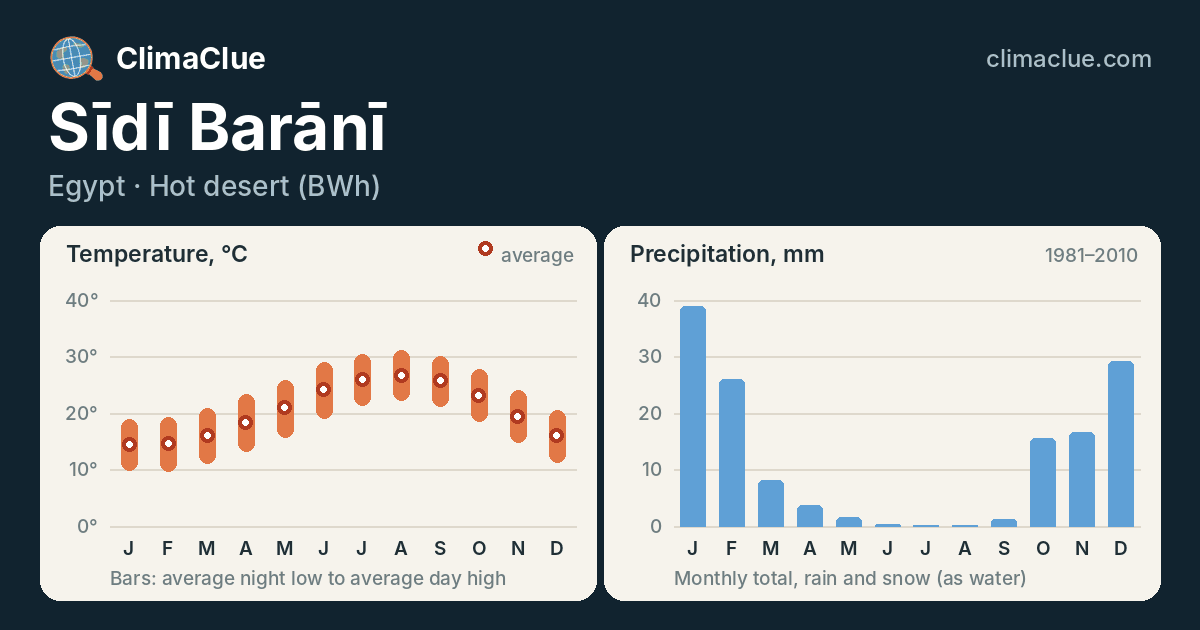 ClimaClue
climaclue.com
Sīdī Barānī
Egypt · Hot desert (BWh)
Temperature, °C
average
40°
30°
20°
10°
0°
J F M A M J J A S O N D
Bars: average night low to average day high
Precipitation, mm
1981–2010
40
30
20
10
0
J F M A M J J A S O N D
Monthly total, rain and snow (as water)